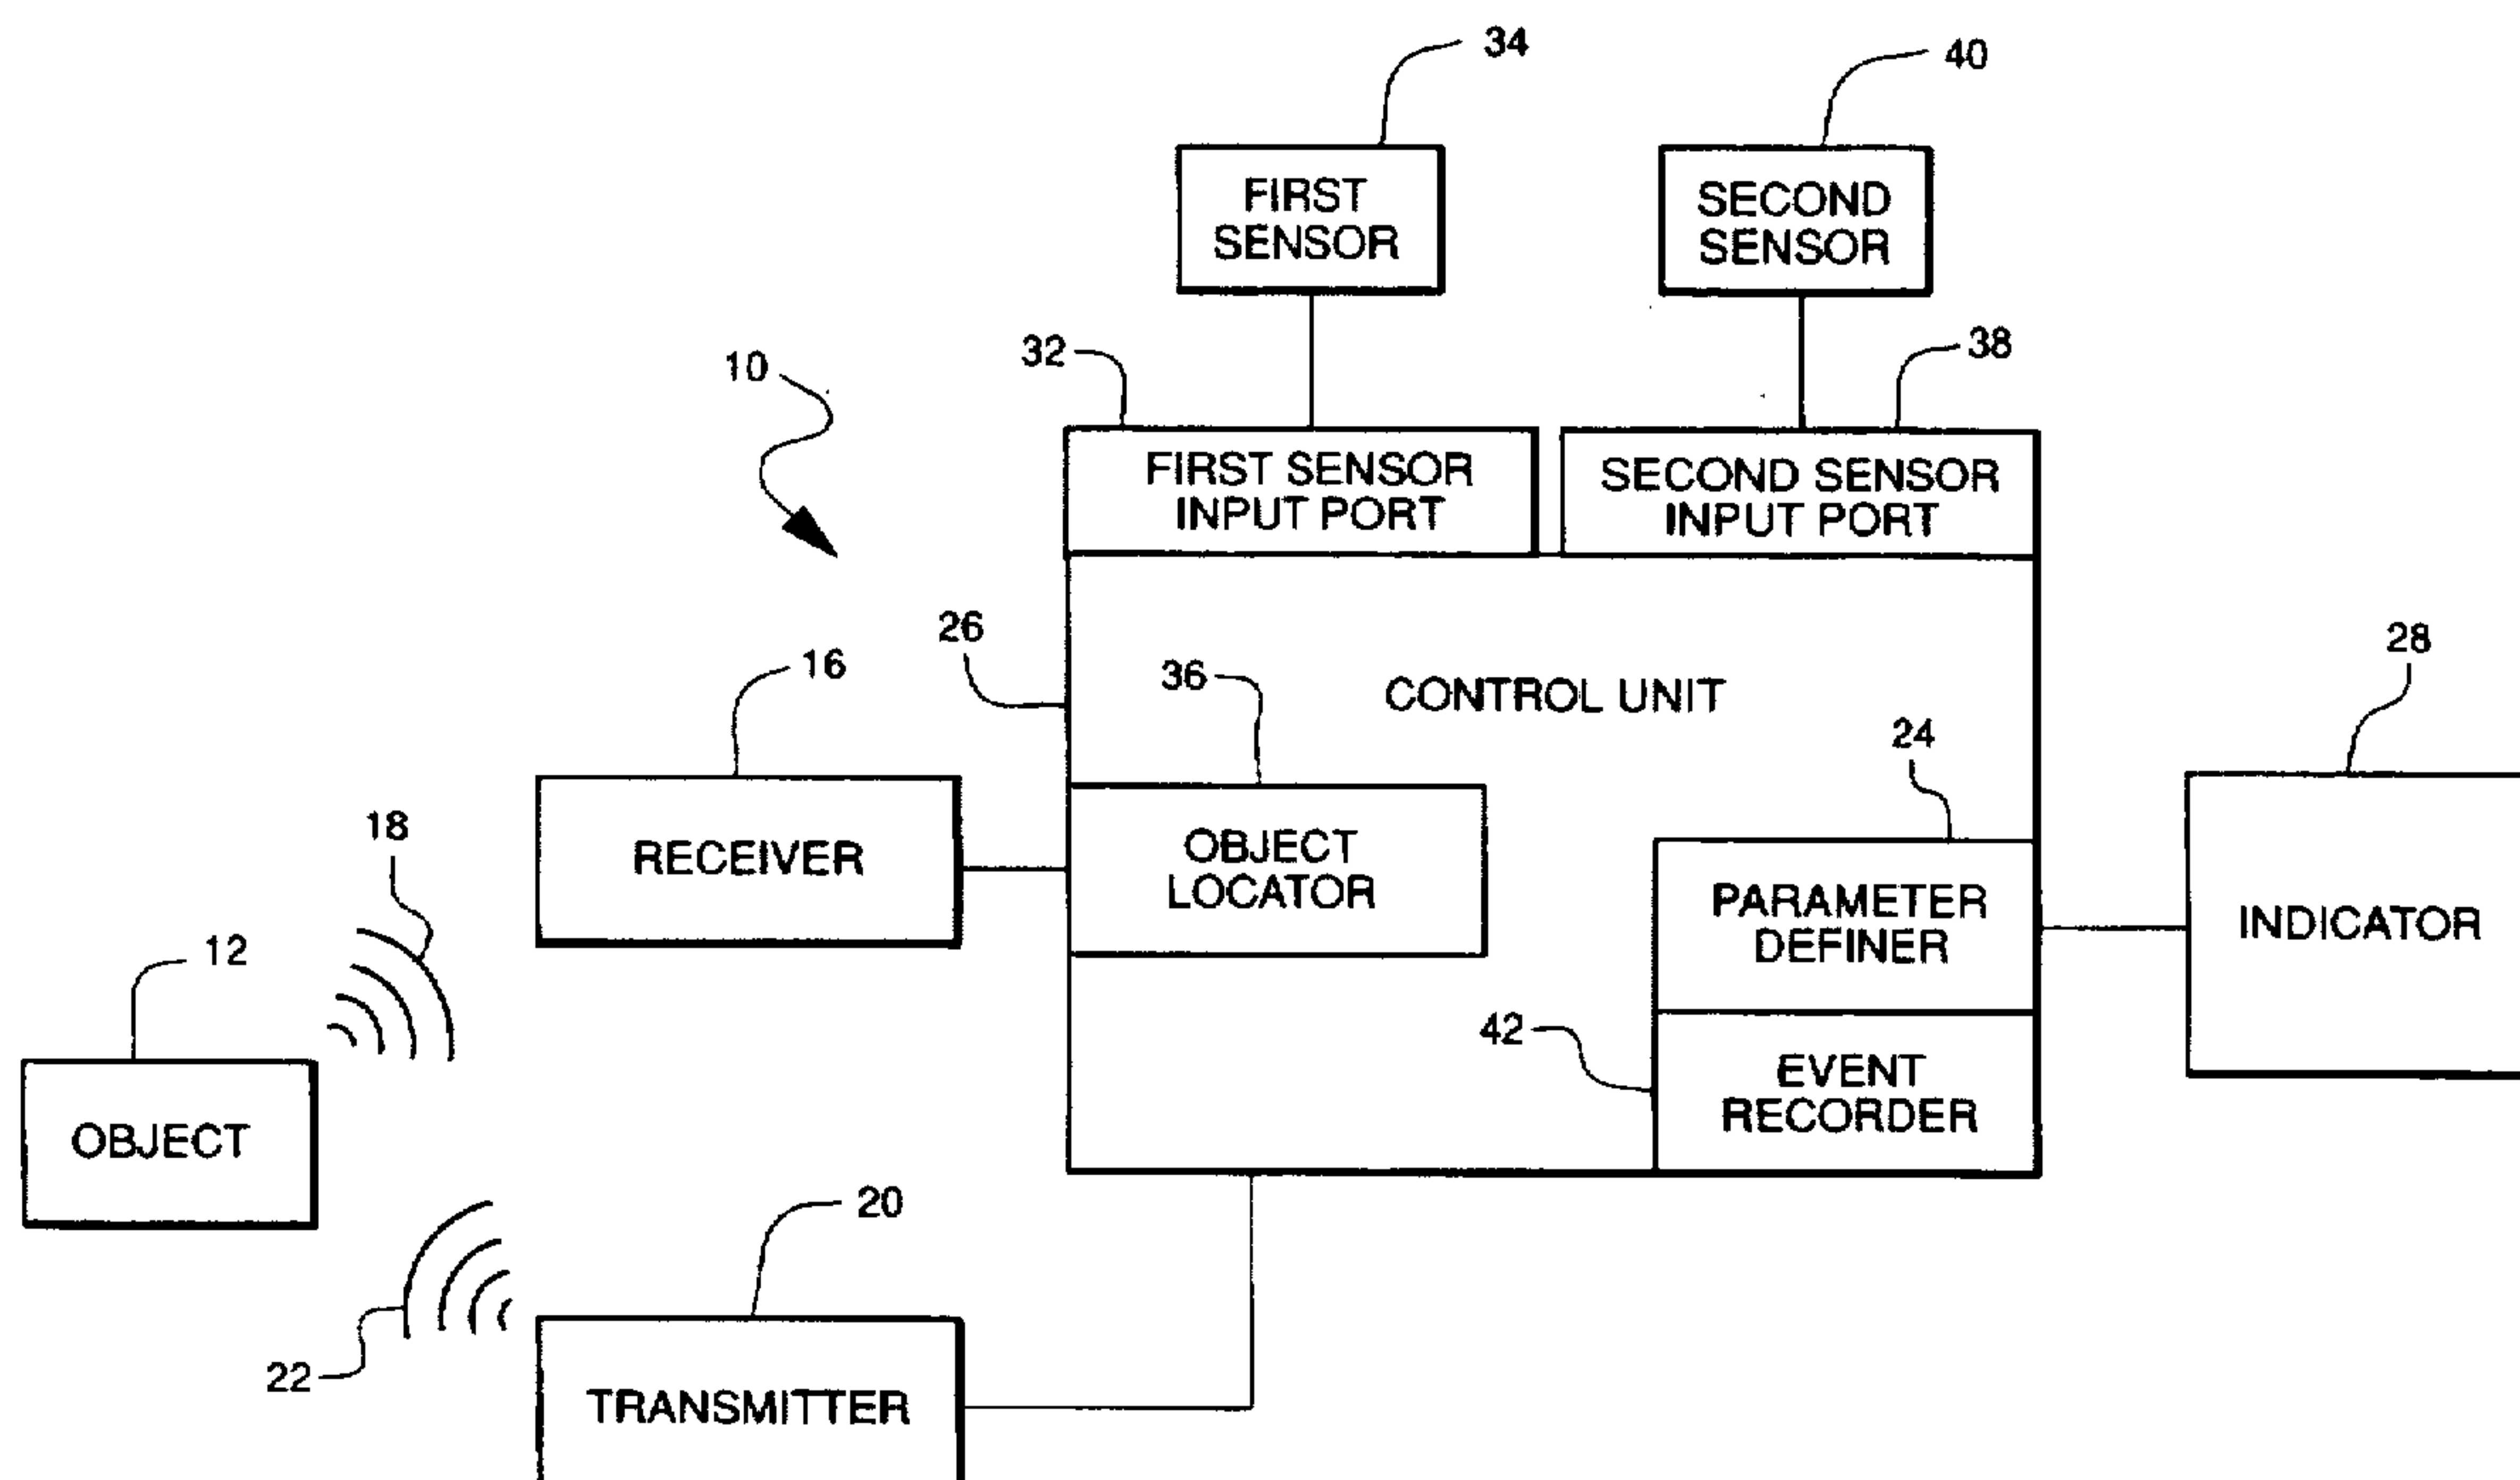 34
40
FIRST
SENSOR
SECOND
SENSOR
32
38
10
FIRST SENSOR
INPUT PORT
SECOND SENSOR
INPUT PORT
26
16
36
CONTROL UNIT
28
24
18
RECEIVER
OBJECT
LOCATOR
PARAMETER
DEFINER
INDICATOR
12
42
EVENT
RECORDER
OBJECT
20
22
TRANSMITTER